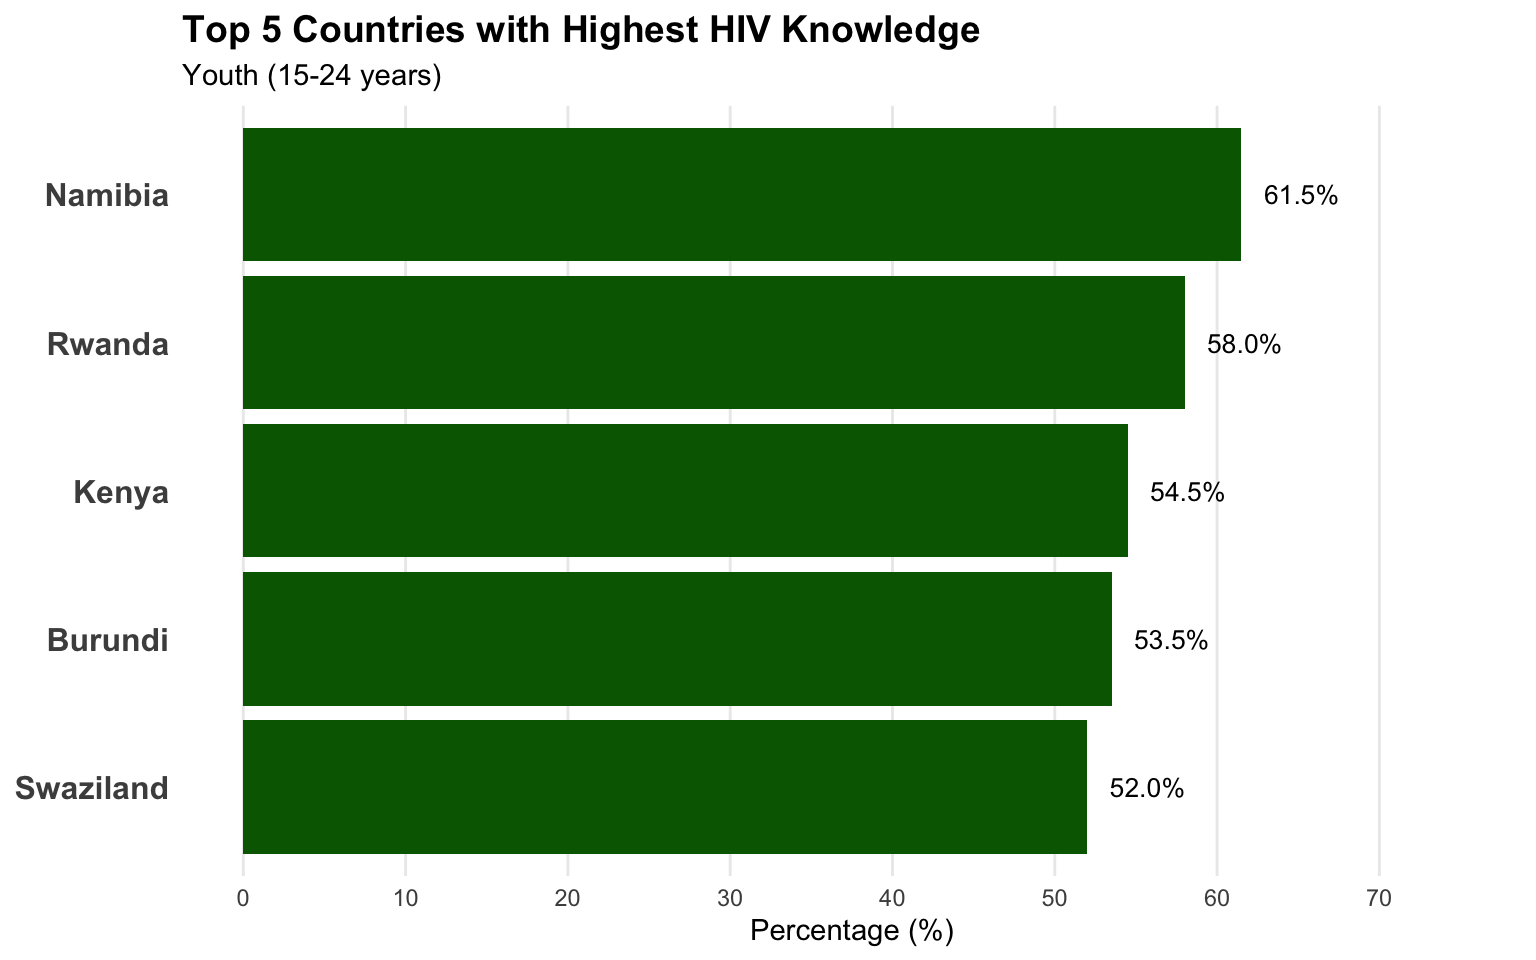 Top 5 Countries with Highest HIV Knowledge
Youth (15-24 years)
Namibia 61.5%
Rwanda 58.0%
Kenya 54.5%
Burundi 53.5%
Swaziland 52.0%
0 10 20 30 40 50 60 70
Percentage (%)